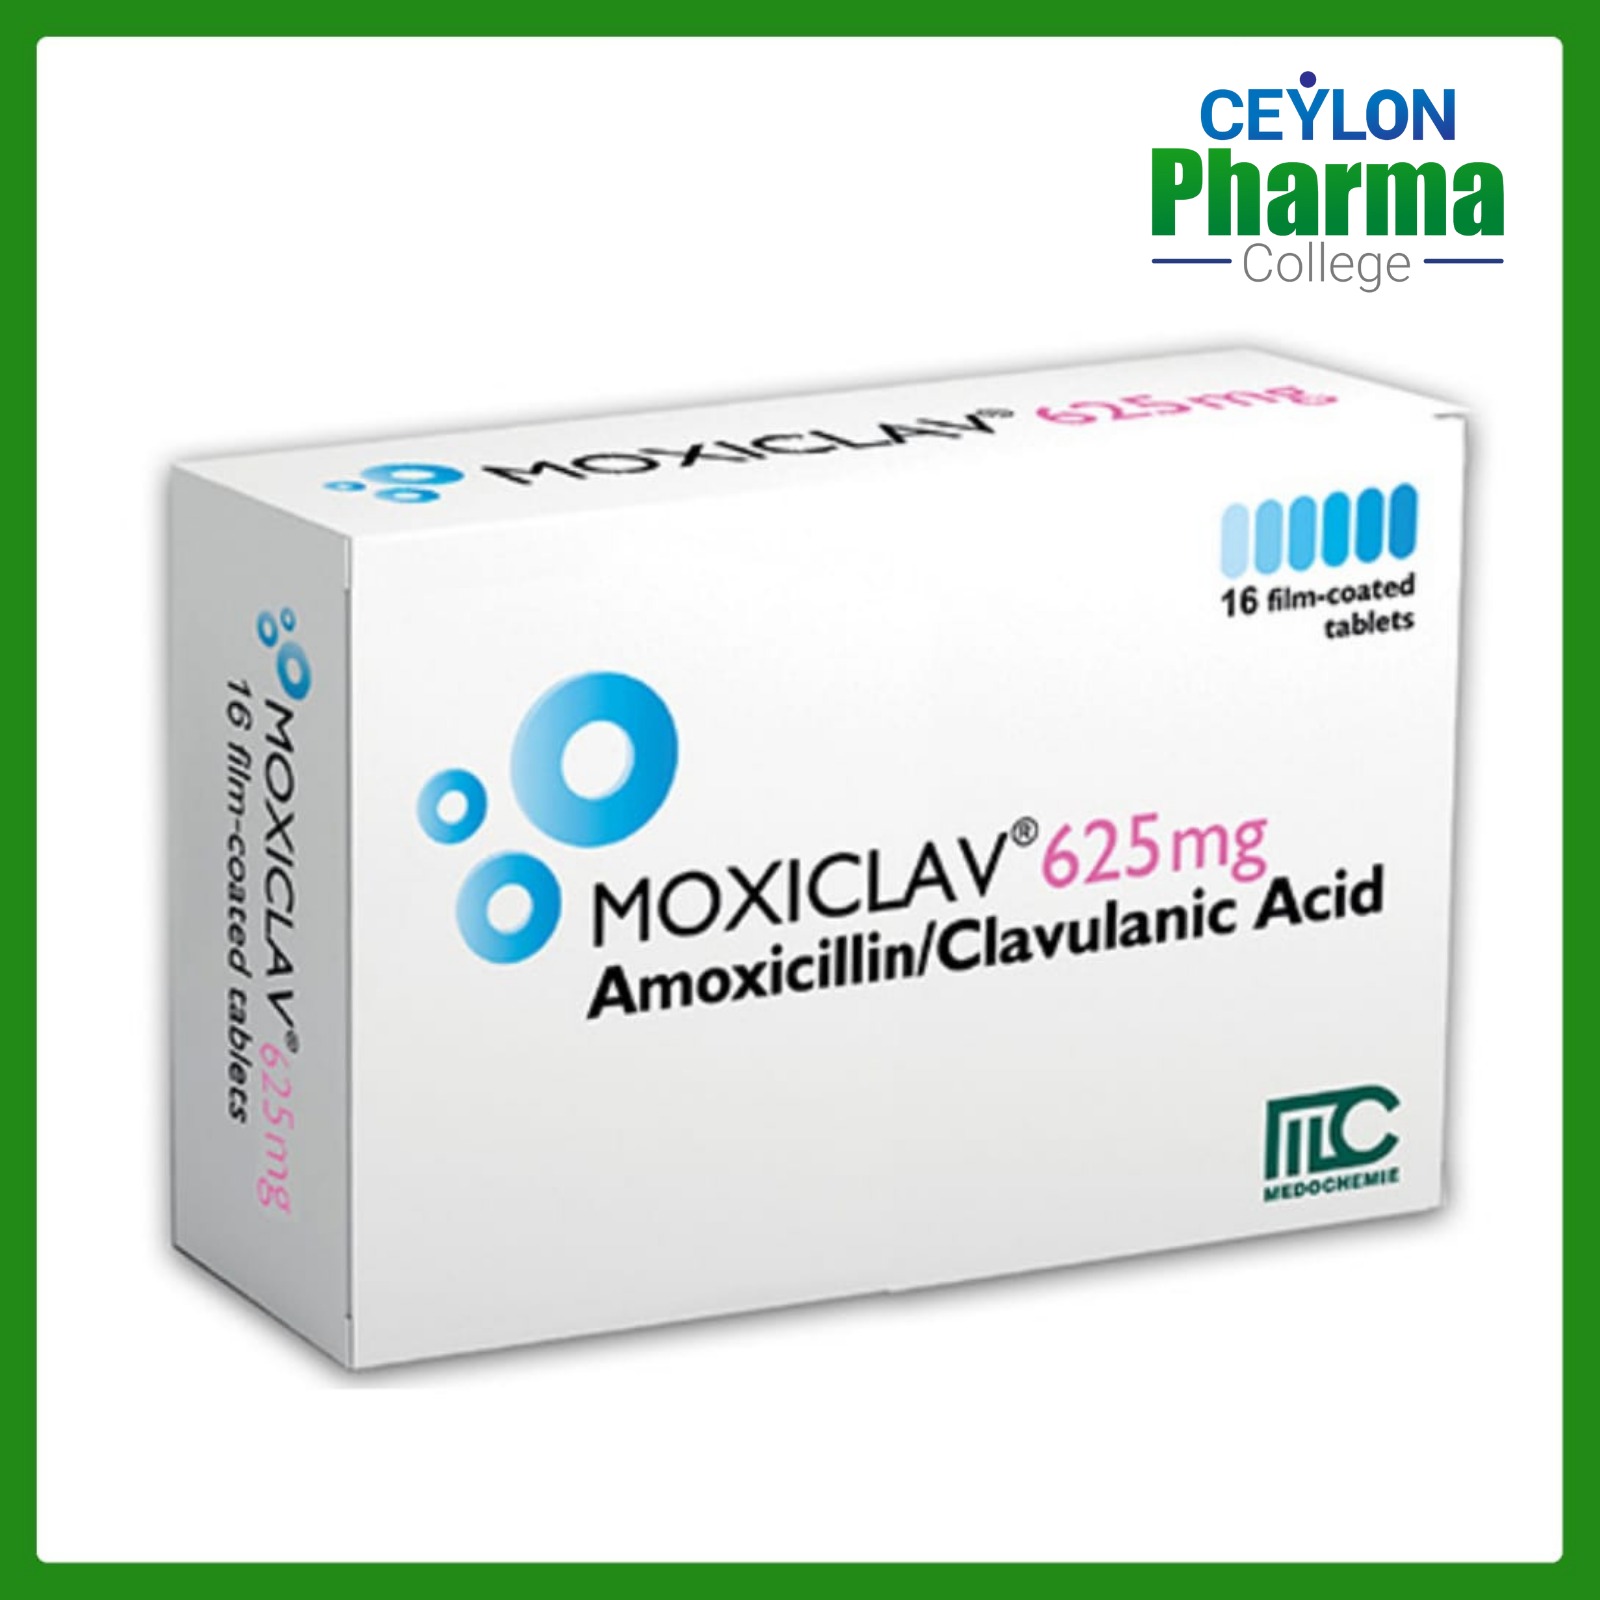 CEYLON
Pharma
College
MOXICLAV® 625mg
16 film-coated
tablets
MOXICLAV® 625mg
Amoxicillin/Clavulanic Acid
MC
MEDOCHEMIE
MOXICLAV® 625mg
16 film-coated tablets